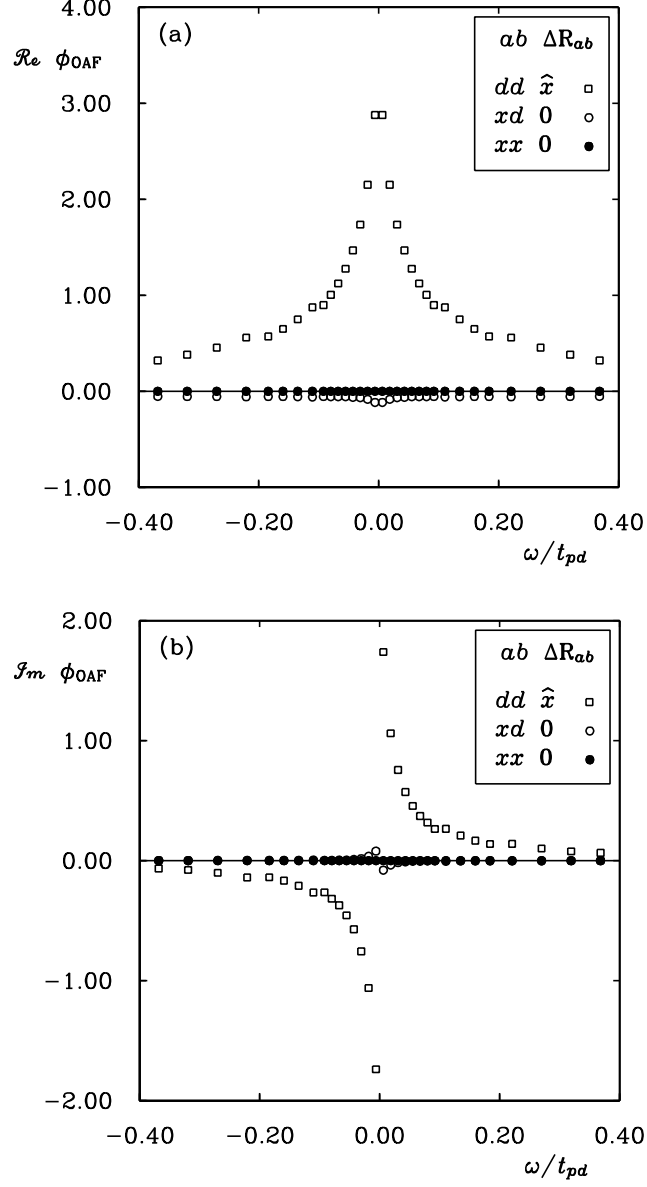 4.00
(a)
ab ΔR_ab
ℛe ϕ_OAF
dd x̂
3.00
xd 0
xx 0
2.00
1.00
0.00
−1.00
−0.40 −0.20 0.00 0.20 0.40
ω/t_pd
2.00
(b)
ab ΔR_ab
ℐm ϕ_OAF
dd x̂
xd 0
1.00
xx 0
0.00
−1.00
−2.00
−0.40 −0.20 0.00 0.20 0.40
ω/t_pd